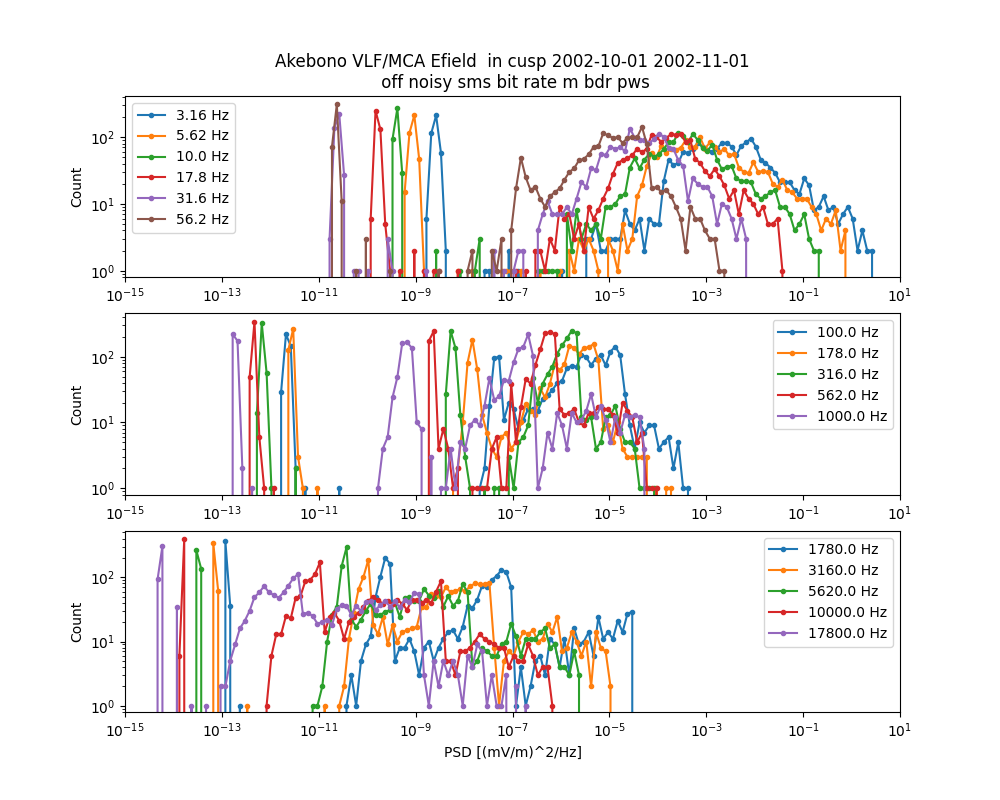 Akebono VLF/MCA Efield  in cusp 2002-10-01 2002-11-01
off noisy sms bit rate m bdr pws
Count
10^2
10^1
10^0
3.16 Hz
5.62 Hz
10.0 Hz
17.8 Hz
31.6 Hz
56.2 Hz
10^−15 10^−13 10^−11 10^−9 10^−7 10^−5 10^−3 10^−1 10^1
Count
10^2
10^1
10^0
100.0 Hz
178.0 Hz
316.0 Hz
562.0 Hz
1000.0 Hz
10^−15 10^−13 10^−11 10^−9 10^−7 10^−5 10^−3 10^−1 10^1
Count
10^2
10^1
10^0
1780.0 Hz
3160.0 Hz
5620.0 Hz
10000.0 Hz
17800.0 Hz
10^−15 10^−13 10^−11 10^−9 10^−7 10^−5 10^−3 10^−1 10^1
PSD [(mV/m)^2/Hz]